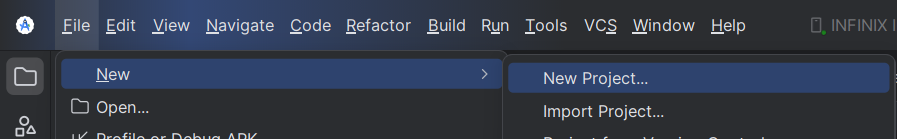 File Edit View Navigate Code Refactor Build Run Tools VCS Window Help INFINIX
New
New Project...
Open...
Import Project...
Profile or Debug APK